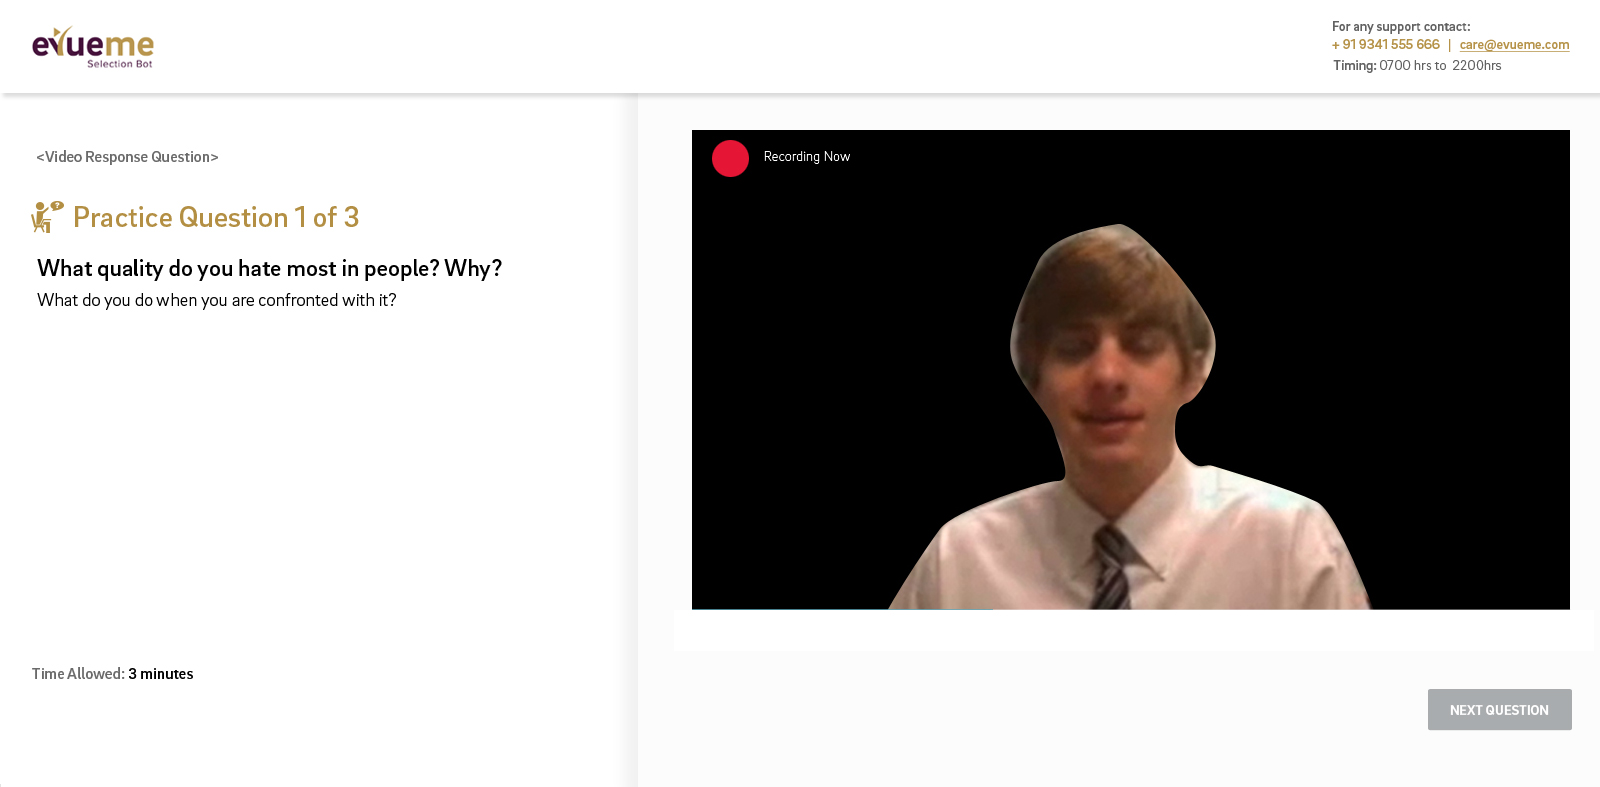 evueme
Selection Bot
For any support contact:
+ 91 9341 555 666 | care@evueme.com
Timing: 0700 hrs to 2200hrs
<Video Response Question>
?
Practice Question 1 of 3
What quality do you hate most in people? Why?
What do you do when you are confronted with it?
Time Allowed: 3 minutes
Recording Now
NEXT QUESTION